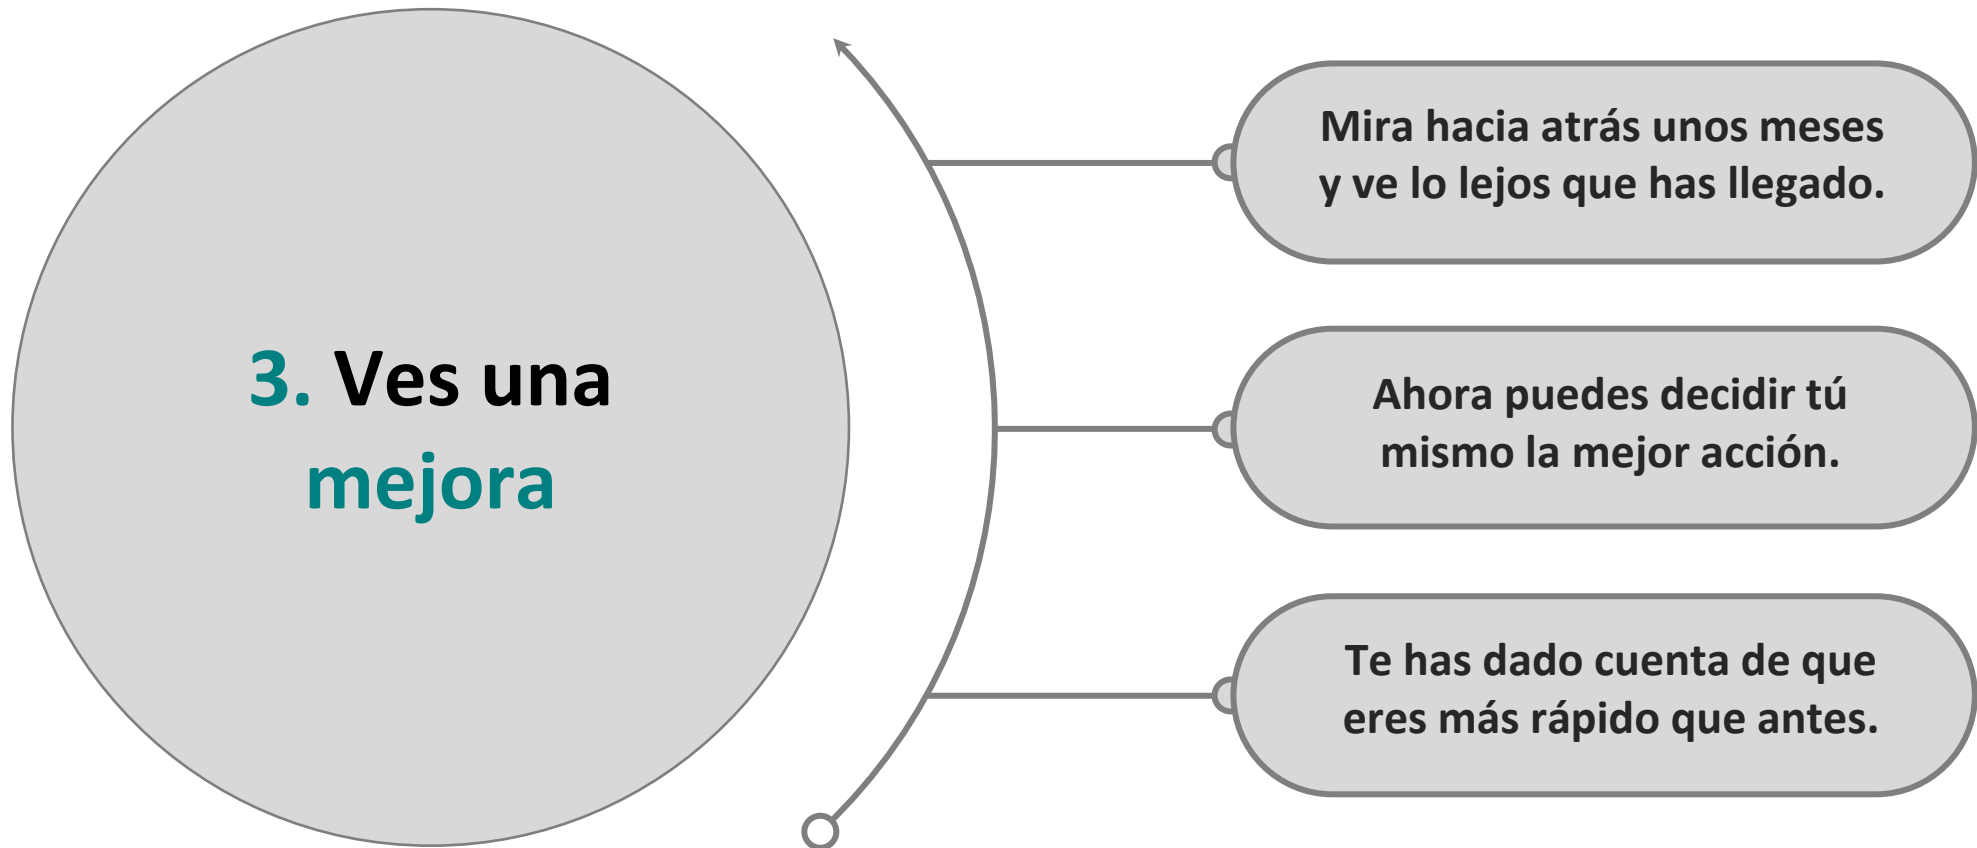 3. Ves una
mejora
Mira hacia atrás unos meses
y ve lo lejos que has llegado.
Ahora puedes decidir tú
mismo la mejor acción.
Te has dado cuenta de que
eres más rápido que antes.